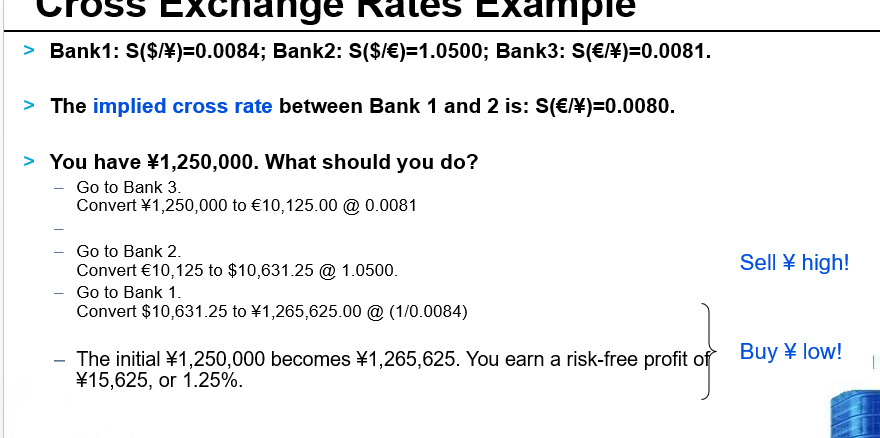 Cross Exchange Rates Example
> Bank1: S($/¥)=0.0084; Bank2: S($/€)=1.0500; Bank3: S(€/¥)=0.0081.
> The implied cross rate between Bank 1 and 2 is: S(€/¥)=0.0080.
> You have ¥1,250,000. What should you do?
– Go to Bank 3.
Convert ¥1,250,000 to €10,125.00 @ 0.0081
–
– Go to Bank 2.
Convert €10,125 to $10,631.25 @ 1.0500.
Sell ¥ high!
– Go to Bank 1.
Convert $10,631.25 to ¥1,265,625.00 @ (1/0.0084)
– The initial ¥1,250,000 becomes ¥1,265,625. You earn a risk-free profit of
¥15,625, or 1.25%.
Buy ¥ low!